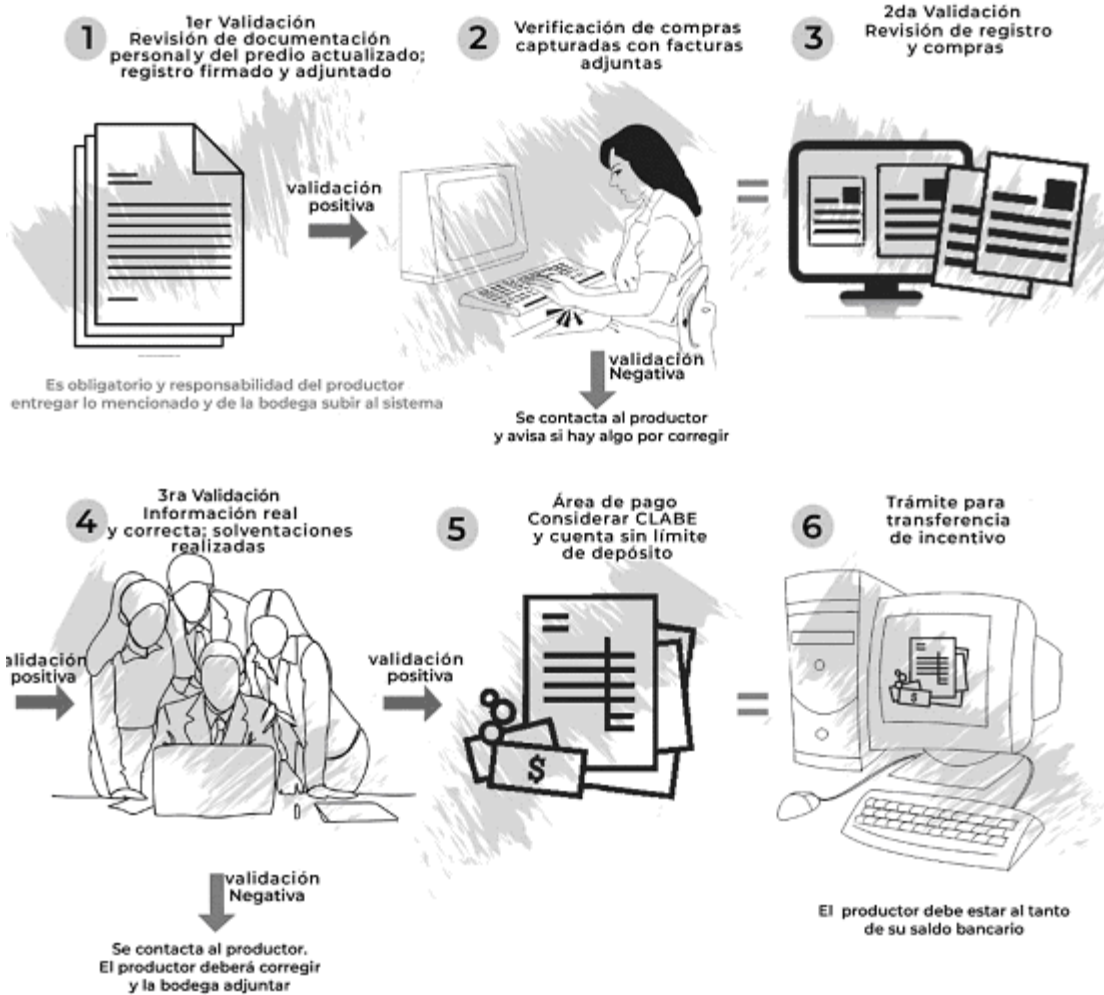 1
1er Validación
Revisión de documentación
personal y del predio actualizado;
registro firmado y adjuntado
validación
positiva
Es obligatorio y responsabilidad del productor
entregar lo mencionado y de la bodega subir al sistema
2
Verificación de compras
capturadas con facturas
adjuntas
validación
Negativa
Se contacta al productor
y avisa si hay algo por corregir
3
2da Validación
Revisión de registro
y compras
alidación
positiva
4
3ra Validación
Información real
y correcta; solventaciones
realizadas
validación
Negativa
Se contacta al productor.
El productor deberá corregir
y la bodega adjuntar
validación
positiva
5
Área de pago
Considerar CLABE
y cuenta sin límite
de depósito
$
6
Trámite para
transferencia
de incentivo
$
El productor debe estar al tanto
de su saldo bancario